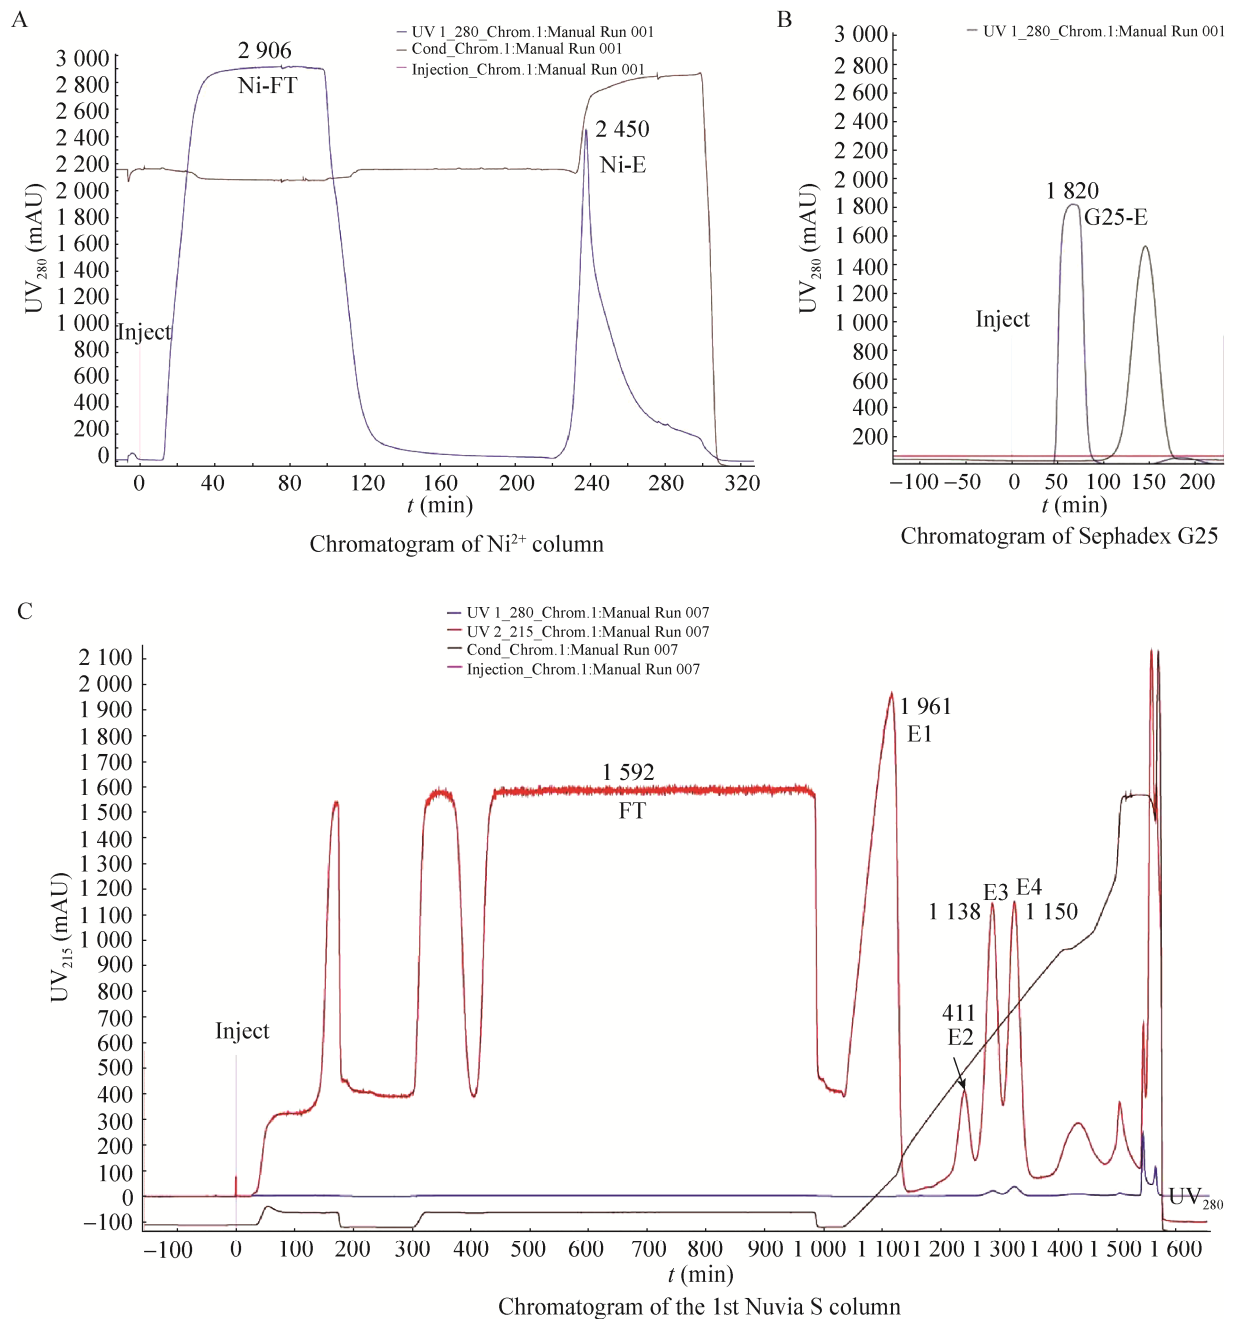 A
UV 1_280_Chrom.1:Manual Run 001
Cond_Chrom.1:Manual Run 001
Injection_Chrom.1:Manual Run 001
2 906
Ni-FT
2 450
Ni-E
Inject
UV280 (mAU)
3 000
2 800
2 600
2 400
2 200
2 000
1 800
1 600
1 400
1 200
1 000
800
600
400
200
0
0 40 80 120 160 200 240 280 320
t (min)
Chromatogram of Ni2+ column
B
UV 1_280_Chrom.1:Manual Run 001
1 820
G25-E
Inject
UV280 (mAU)
3 000
2 800
2 600
2 400
2 200
2 000
1 800
1 600
1 400
1 200
1 000
800
600
400
200
−100 −50 0 50 100 150 200
t (min)
Chromatogram of Sephadex G25
C
UV 1_280_Chrom.1:Manual Run 007
UV 2_215_Chrom.1:Manual Run 007
Cond_Chrom.1:Manual Run 007
Injection_Chrom.1:Manual Run 007
1 961
E1
1 592
FT
E3 E4
1 138 1 150
411
E2
Inject
UV280
UV215 (mAU)
2 100
2 000
1 900
1 800
1 700
1 600
1 500
1 400
1 300
1 200
1 100
1 000
900
800
700
600
500
400
300
200
100
0
−100
−100 0 100 200 300 400 500 600 700 800 900 1 000 1 100 1 200 1 300 1 400 1 500 1 600
t (min)
Chromatogram of the 1st Nuvia S column